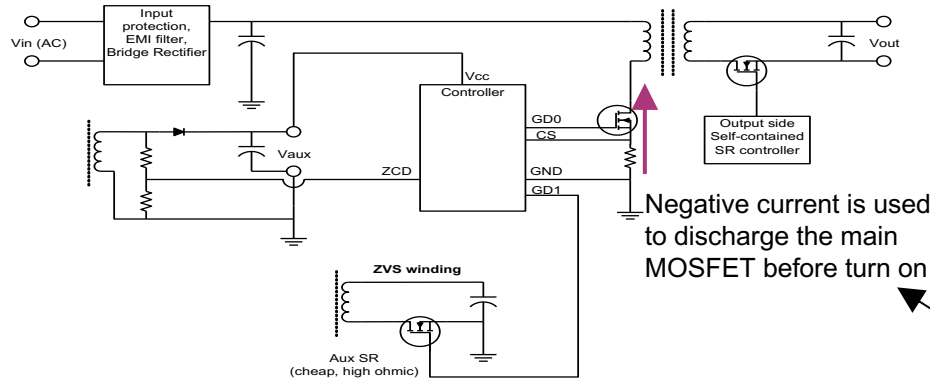 Input
protection,
EMI filter,
Bridge Rectifier
Vin (AC)
Vout
Vcc
Controller
GD0
CS
GND
GD1
ZCD
Vaux
Output side
Self-contained
SR controller
Negative current is used
to discharge the main
MOSFET before turn on
ZVS winding
Aux SR
(cheap, high ohmic)